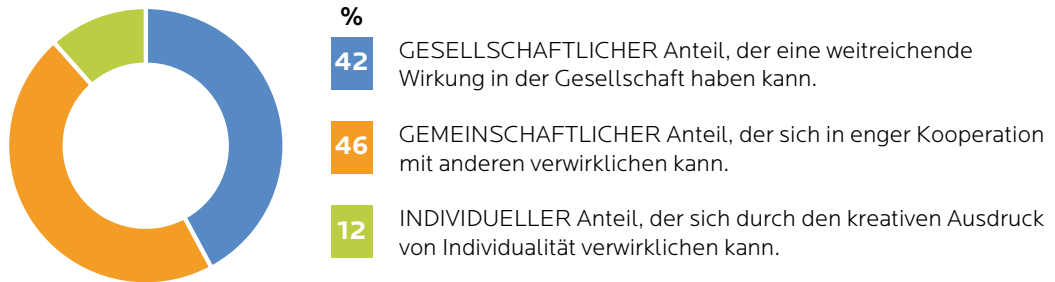 %
42 GESELLSCHAFTLICHER Anteil, der eine weitreichende
Wirkung in der Gesellschaft haben kann.
46 GEMEINSCHAFTLICHER Anteil, der sich in enger Kooperation
mit anderen verwirklichen kann.
12 INDIVIDUELLER Anteil, der sich durch den kreativen Ausdruck
von Individualität verwirklichen kann.